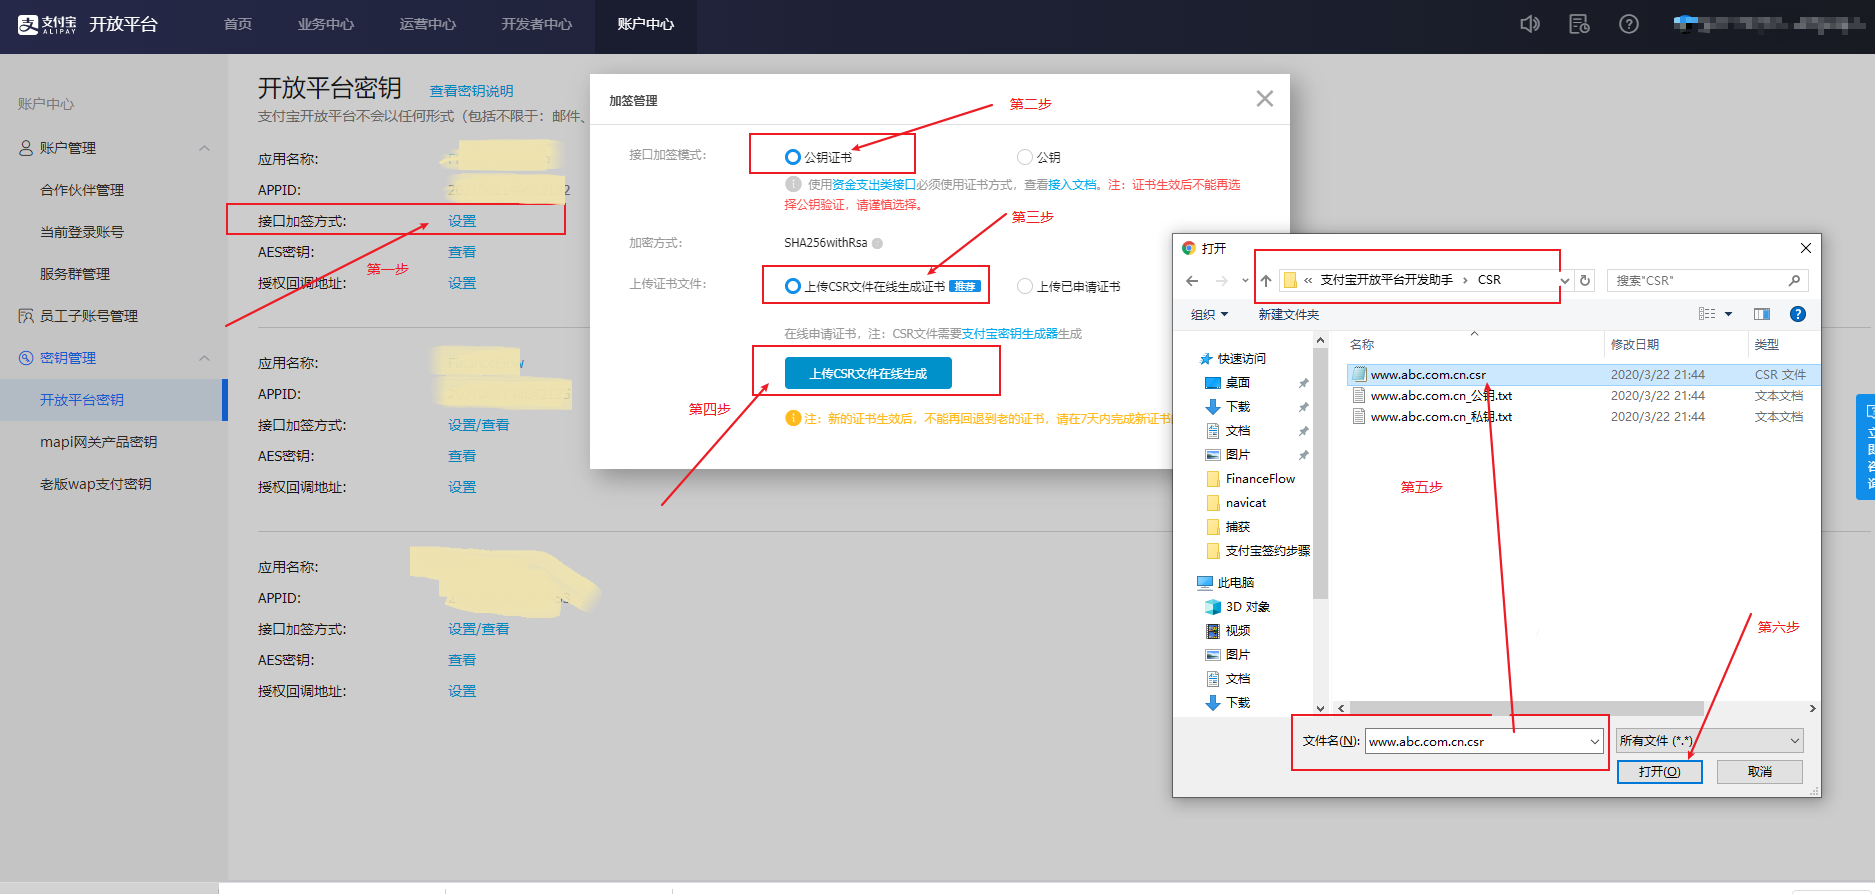 支付宝
ALIPAY
开放平台
首页
业务中心
运营中心
开发者中心
账户中心
账户中心
账户管理
合作伙伴管理
当前登录账号
服务群管理
员工子账号管理
密钥管理
开放平台密钥
mapi网关产品密钥
老版wap支付密钥
开放平台密钥
查看密钥说明
支付宝开放平台不会以任何形式（包括不限于：邮件、
应用名称:
APPID:
接口加签方式:
设置
AES密钥:
查看
授权回调地址:
设置
第一步
应用名称:
APPID:
接口加签方式:
设置/查看
AES密钥:
查看
授权回调地址:
设置
应用名称:
APPID:
接口加签方式:
设置/查看
AES密钥:
查看
授权回调地址:
设置
加签管理
第二步
接口加签模式:
公钥证书
公钥
使用资金支出类接口必须使用证书方式，查看接入文档。注：证书生效后不能再选
择公钥验证，请谨慎选择。
第三步
加密方式:
SHA256withRsa
上传证书文件:
上传CSR文件在线生成证书
推荐
上传已申请证书
在线申请证书，注：CSR文件需要支付宝密钥生成器生成
上传CSR文件在线生成
第四步
注：新的证书生效后，不能再回退到老的证书，请在7天内完成新证书
打开
« 支付宝开放平台开发助手 › CSR
搜索"CSR"
组织
新建文件夹
快速访问
桌面
下载
文档
图片
FinanceFlow
navicat
捕获
支付宝签约步骤
此电脑
3D 对象
视频
图片
文档
下载
名称
修改日期
类型
www.abc.com.cn.csr
2020/3/22 21:44
CSR 文件
www.abc.com.cn_公钥.txt
2020/3/22 21:44
文本文档
www.abc.com.cn_私钥.txt
2020/3/22 21:44
文本文档
第五步
第六步
文件名(N):
www.abc.com.cn.csr
所有文件 (*.*)
打开(O)
取消
立即咨询